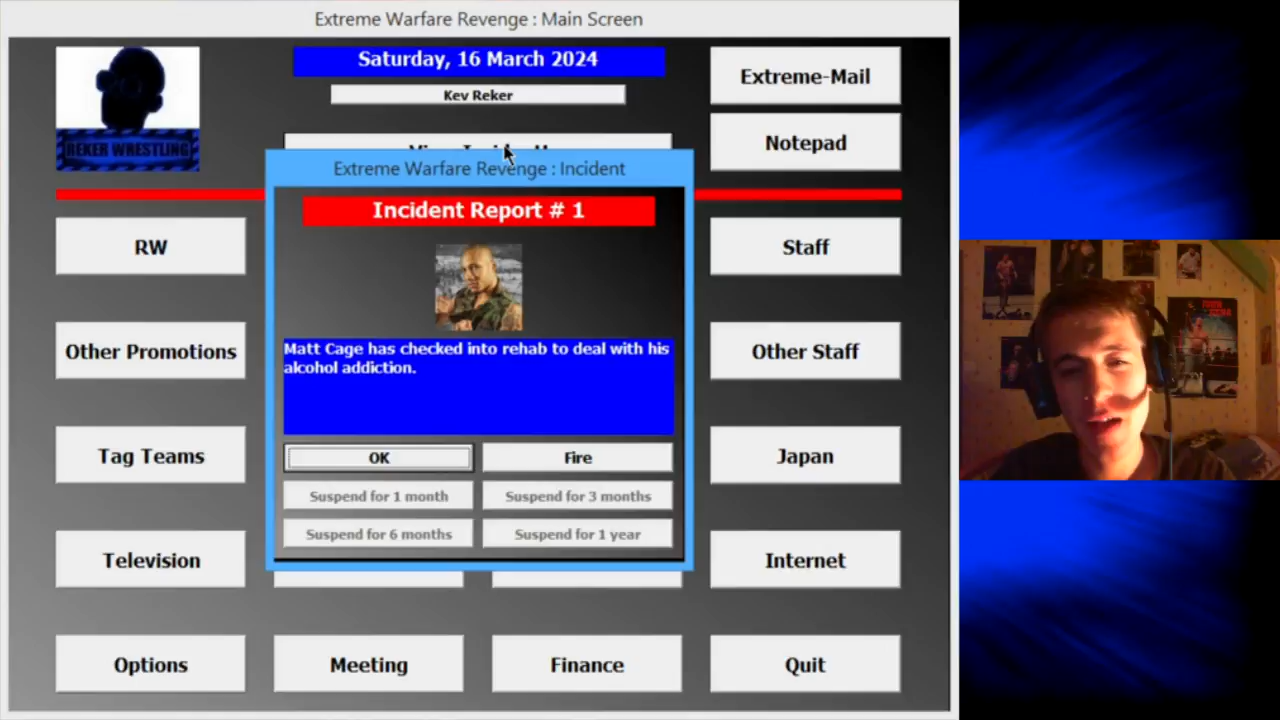 Extreme Warfare Revenge : Main Screen
Saturday, 16 March 2024
Kev Reker
Extreme-Mail
Notepad
REKER WRESTLING
Extreme Warfare Revenge : Incident
Incident Report # 1
RW
Staff
Matt Cage has checked into rehab to deal with his
alcohol addiction.
Other Promotions
Other Staff
OK
Fire
Tag Teams
Japan
Suspend for 1 month
Suspend for 3 months
Suspend for 6 months
Suspend for 1 year
Television
Internet
Options
Meeting
Finance
Quit